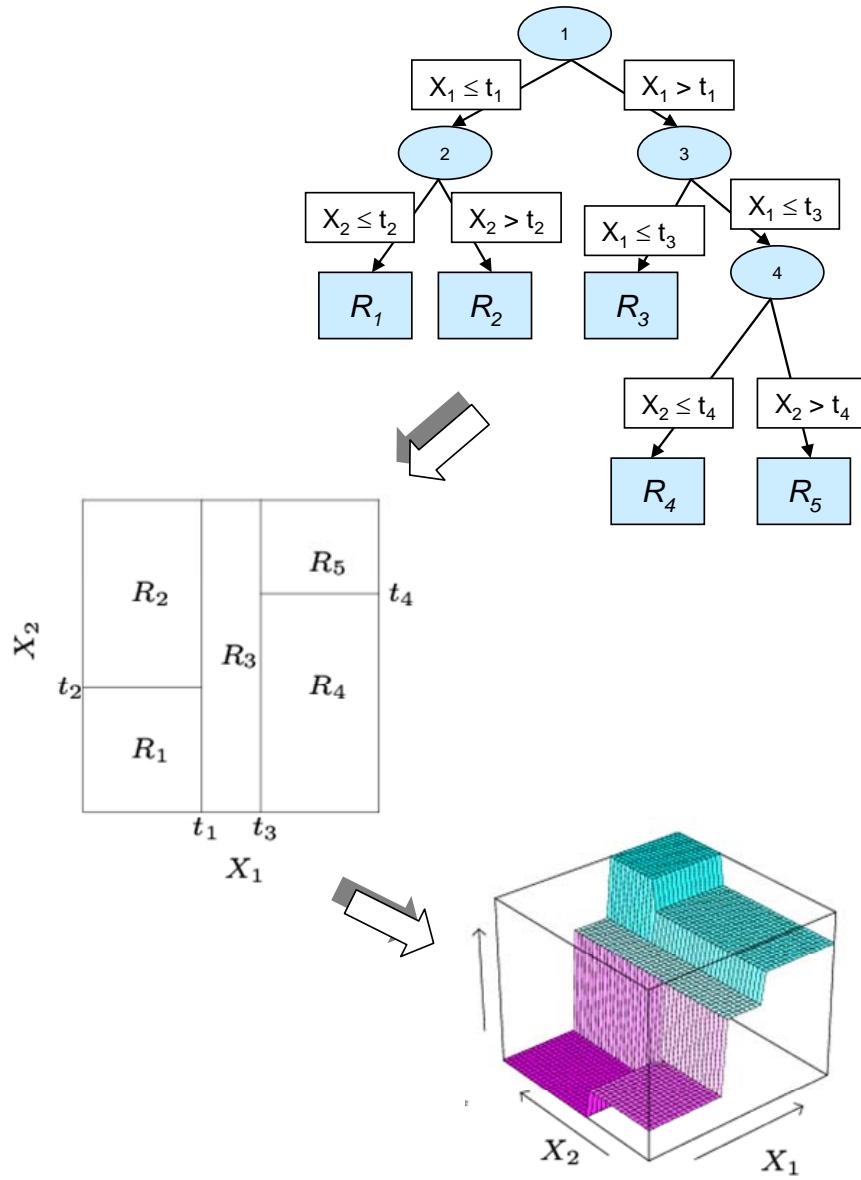 1
X₁ ≤ t₁
X₁ > t₁
2
3
X₂ ≤ t₂
X₂ > t₂
X₁ ≤ t₃
X₁ ≤ t₃
4
R₁
R₂
R₃
X₂ ≤ t₄
X₂ > t₄
R₄
R₅
R₅
R₂
t₄
X₂
R₃
R₄
t₂
R₁
t₁
t₃
X₁
X₂
X₁